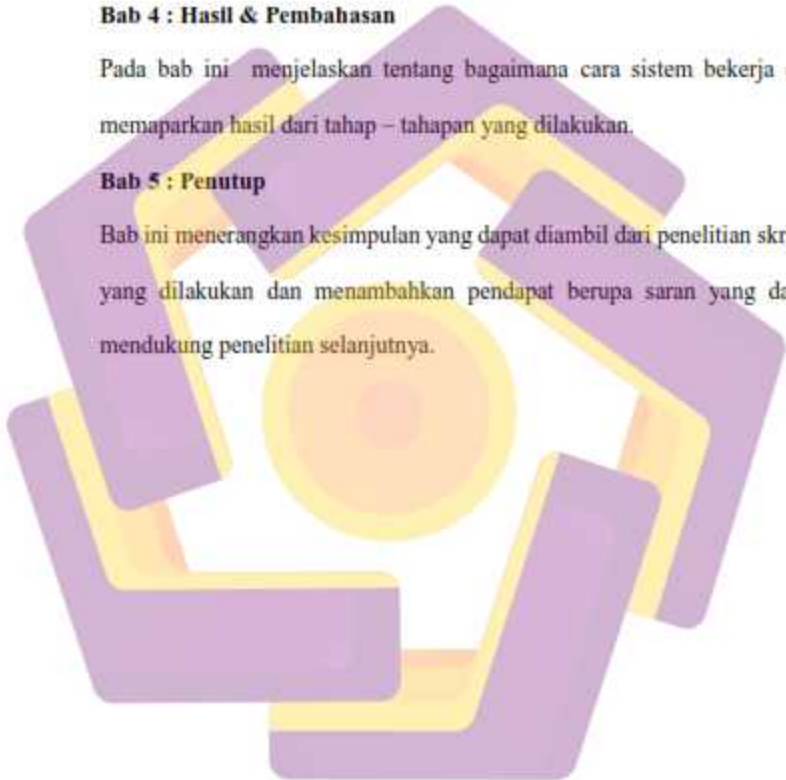 Bab 4 : Hasil & Pembahasan
Pada bab ini menjelaskan tentang bagaimana cara sistem bekerja
memaparkan hasil dari tahap – tahapan yang dilakukan.
Bab 5 : Penutup
Bab ini menerangkan kesimpulan yang dapat diambil dari penelitian
yang dilakukan dan menambahkan pendapat berupa saran yang
mendukung penelitian selanjutnya.